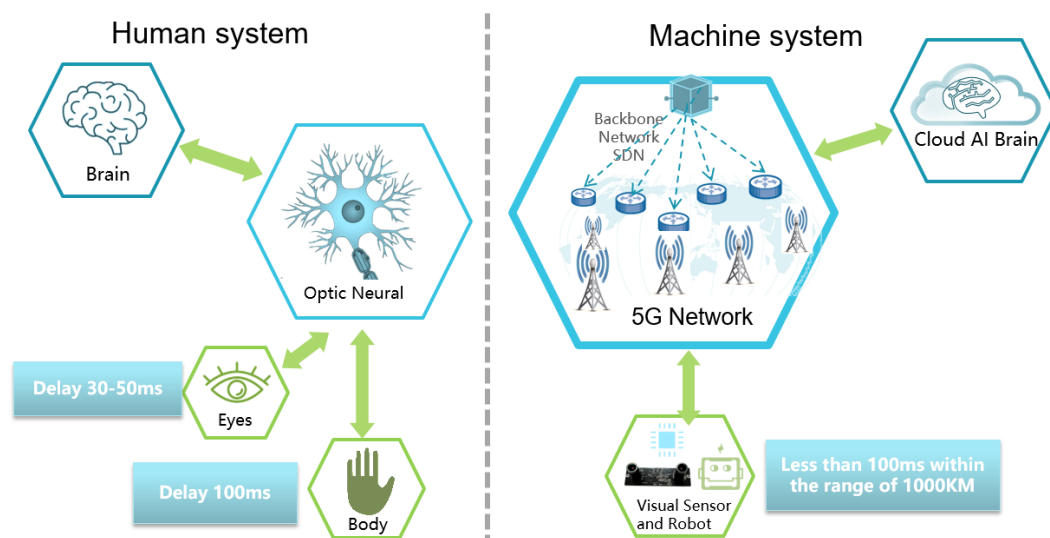 Human system
Brain
Optic Neural
Delay 30-50ms
Eyes
Delay 100ms
Body
Machine system
Backbone
Network
SDN
5G Network
Cloud AI Brain
Visual Sensor
and Robot
Less than 100ms within
the range of 1000KM